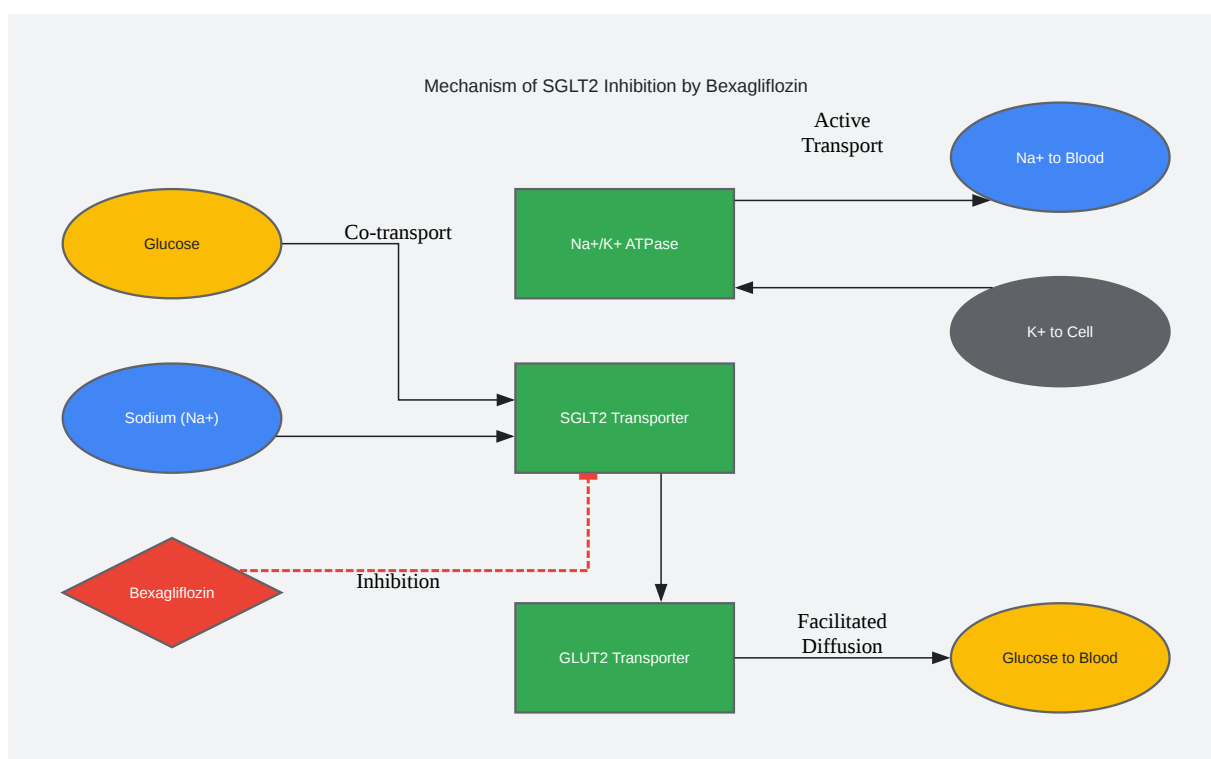 Mechanism of SGLT2 Inhibition by Bexagliflozin
Active
Transport
Na+ to Blood
Glucose
Co-transport
Na+/K+ ATPase
K+ to Cell
Sodium (Na+)
SGLT2 Transporter
Bexagliflozin
Inhibition
GLUT2 Transporter
Facilitated
Diffusion
Glucose to Blood